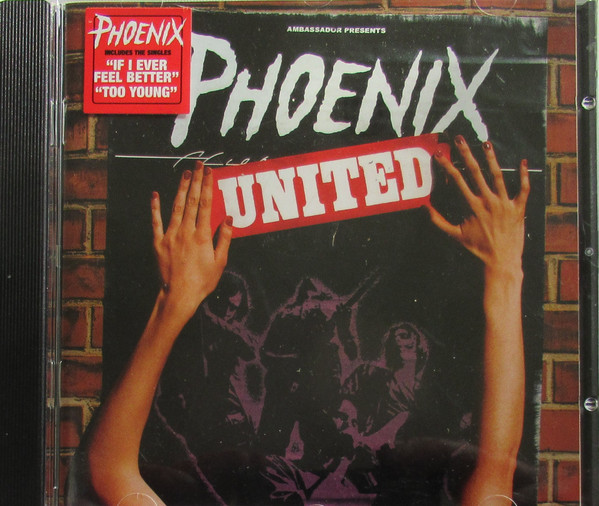 PHOENIX
INCLUDES THE SINGLES
"IF I EVER
FEEL BETTER"
"TOO YOUNG"
AMBASSADOR PRESENTS
PHOENIX
UNITED